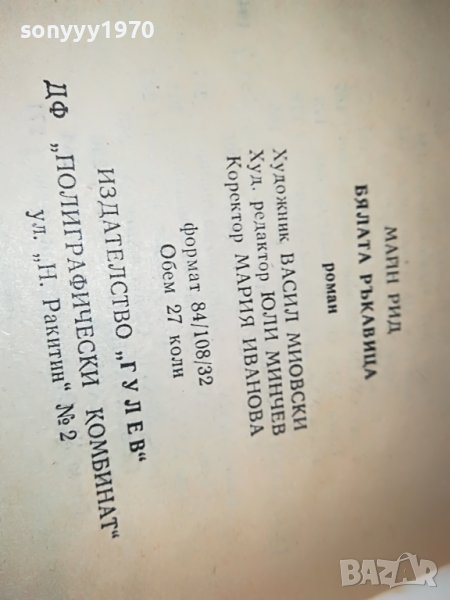 sonyyy1970
МАЙН РИД
БЯЛАТА РЪКАВИЦА
роман
Художник ВАСИЛ МИОВСКИ
Худ. редактор ЮЛИ МИНЧЕВ
Коректор МАРИЯ ИВАНОВА
формат 84/108/32
Обем 27 коли
ИЗДАТЕЛСТВО „ГУЛЕВ“
ДФ „ПОЛИГРАФИЧЕСКИ КОМБИНАТ“
ул. „Н. Ракитин“ № 2
BAZAR